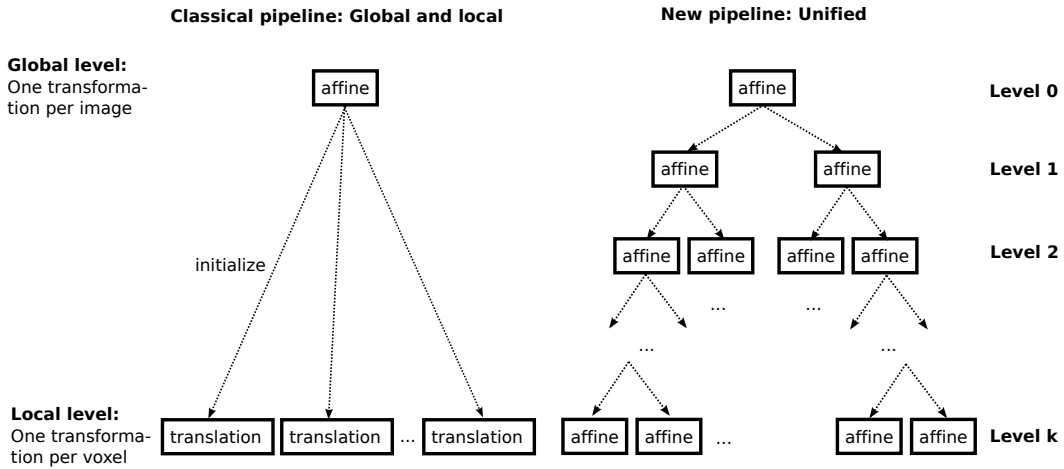 Classical pipeline: Global and local
New pipeline: Unified
Global level:
One transforma-
tion per image
affine
affine
Level 0
affine
affine
Level 1
initialize
affine
affine
affine
affine
Level 2
...
...
...
...
Local level:
One transforma-
tion per voxel
translation
translation
...
translation
affine
affine
...
affine
affine
Level k